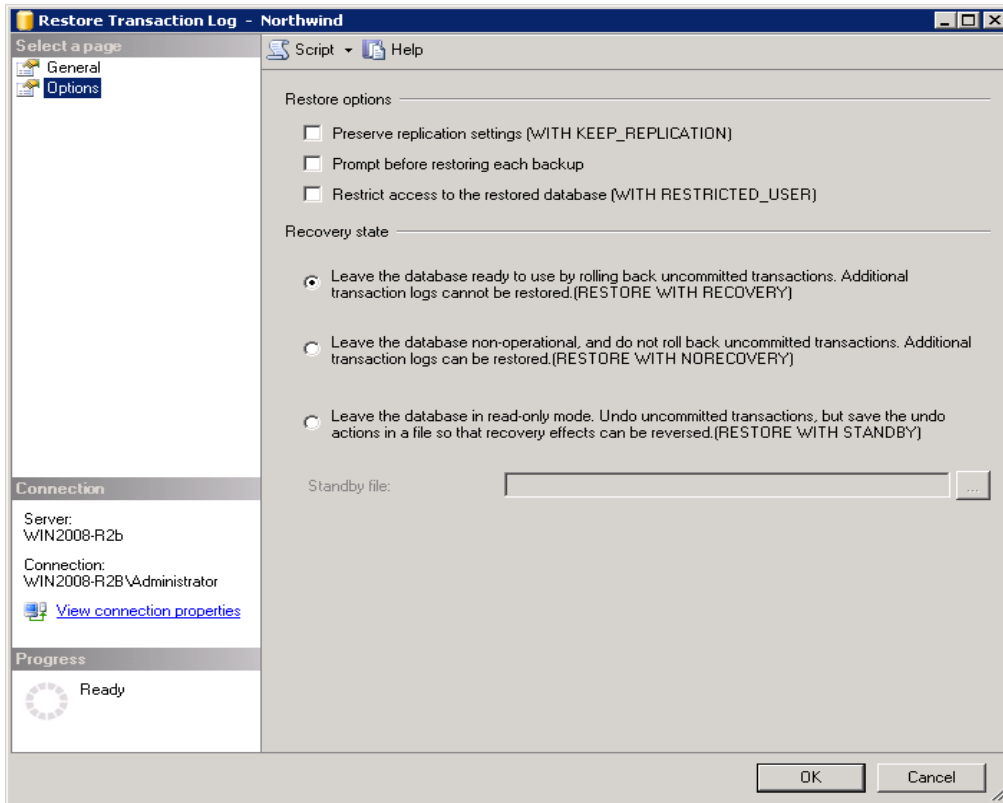 Restore Transaction Log - Northwind
Select a page
General
Options
Script
Help
Restore options
Preserve replication settings (WITH KEEP_REPLICATION)
Prompt before restoring each backup
Restrict access to the restored database (WITH RESTRICTED_USER)
Recovery state
Leave the database ready to use by rolling back uncommitted transactions. Additional
transaction logs cannot be restored.(RESTORE WITH RECOVERY)
Leave the database non-operational, and do not roll back uncommitted transactions. Additional
transaction logs can be restored.(RESTORE WITH NORECOVERY)
Leave the database in read-only mode. Undo uncommitted transactions, but save the undo
actions in a file so that recovery effects can be reversed.(RESTORE WITH STANDBY)
Standby file:
...
Connection
Server:
WIN2008-R2b
Connection:
WIN2008-R2B\Administrator
View connection properties
Progress
Ready
OK
Cancel